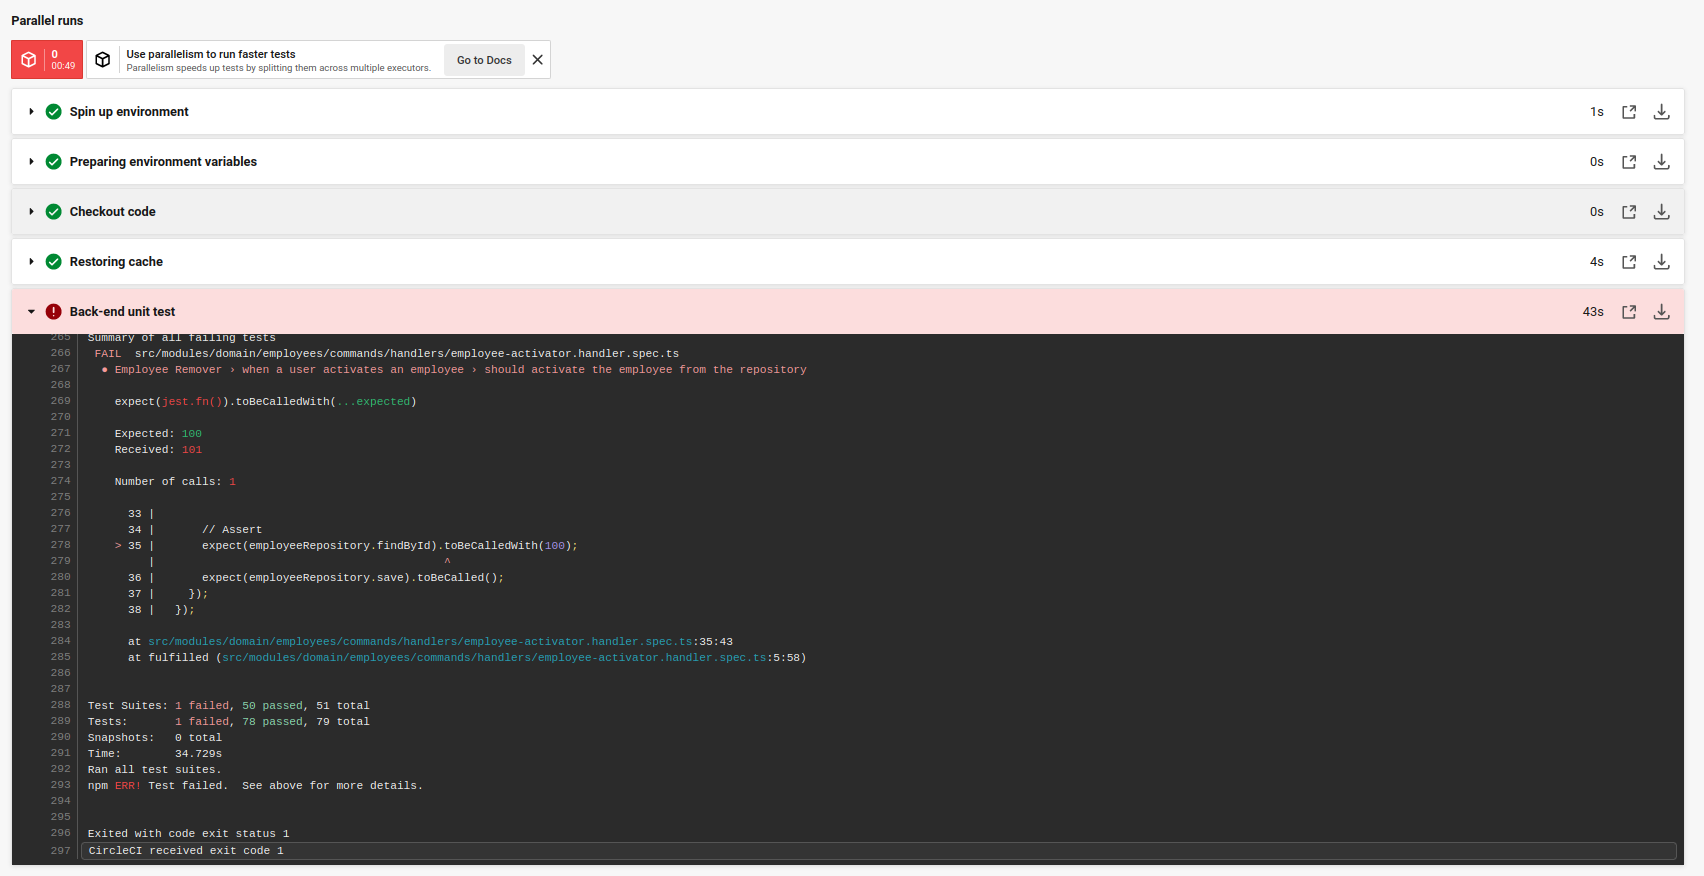 Parallel runs
0
00:49
Use parallelism to run faster tests
Parallelism speeds up tests by splitting them across multiple executors.
Go to Docs
Spin up environment 1s
Preparing environment variables 0s
Checkout code 0s
Restoring cache 4s
Back-end unit test 43s
265 Summary of all failing tests
266 FAIL src/modules/domain/employees/commands/handlers/employee-activator.handler.spec.ts
267 ● Employee Remover › when a user activates an employee › should activate the employee from the repository
268
269 expect(jest.fn()).toBeCalledWith(...expected)
270
271 Expected: 100
272 Received: 101
273
274 Number of calls: 1
275
276 33 |
277 34 | // Assert
278 > 35 | expect(employeeRepository.findById).toBeCalledWith(100);
279 | ^
280 36 | expect(employeeRepository.save).toBeCalled();
281 37 | });
282 38 | });
283
284 at src/modules/domain/employees/commands/handlers/employee-activator.handler.spec.ts:35:43
285 at fulfilled (src/modules/domain/employees/commands/handlers/employee-activator.handler.spec.ts:5:58)
286
287
288 Test Suites: 1 failed, 50 passed, 51 total
289 Tests: 1 failed, 78 passed, 79 total
290 Snapshots: 0 total
291 Time: 34.729s
292 Ran all test suites.
293 npm ERR! Test failed. See above for more details.
294
295
296 Exited with code exit status 1
297 CircleCI received exit code 1